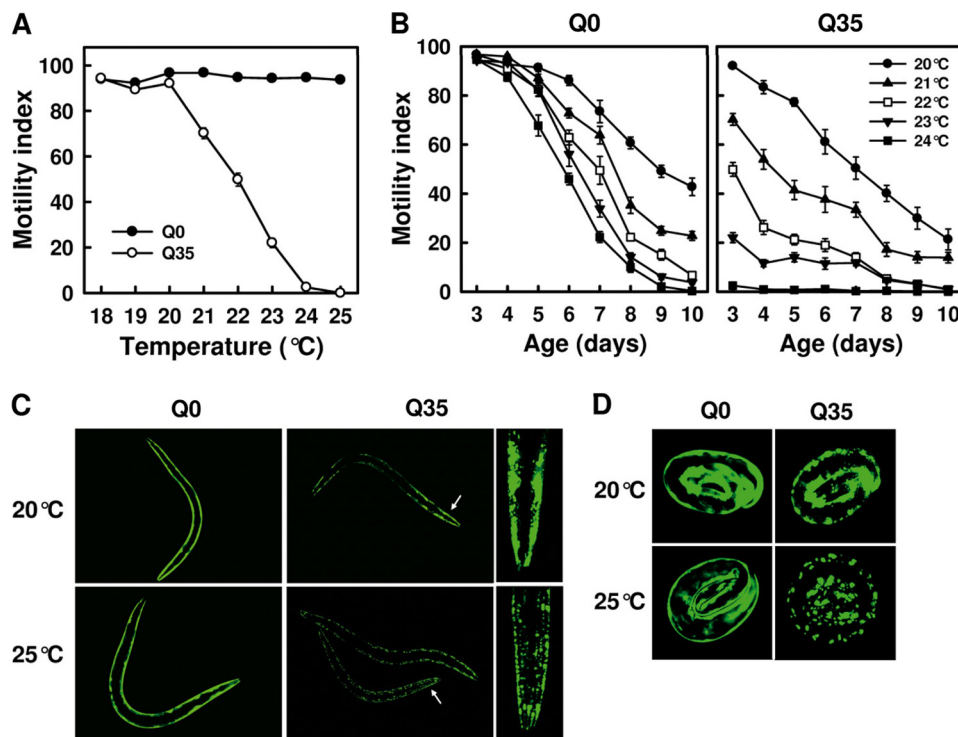 A
Motility index
100
80
60
40
20
0
Q0
Q35
18 19 20 21 22 23 24 25
Temperature (°C)
B
Q0 Q35
Motility index
100
80
60
40
20
0
20°C
21°C
22°C
23°C
24°C
3 4 5 6 7 8 9 10
3 4 5 6 7 8 9 10
Age (days)
Age (days)
C
Q0 Q35
20°C
25°C
D
Q0 Q35
20°C
25°C